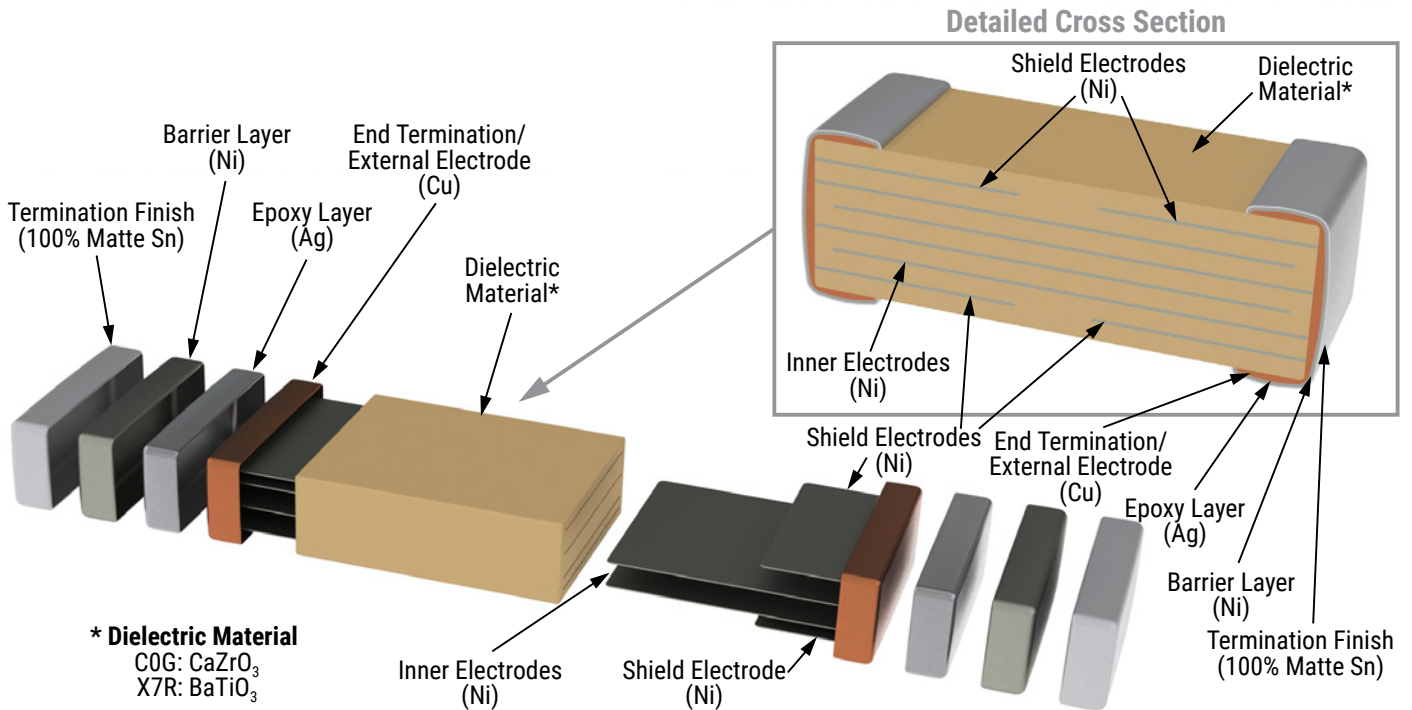 Detailed Cross Section
Shield Electrodes
(Ni)
Dielectric
Material*
Barrier Layer
(Ni)
End Termination/
External Electrode
(Cu)
Termination Finish
(100% Matte Sn)
Epoxy Layer
(Ag)
Dielectric
Material*
Inner Electrodes
(Ni)
Shield Electrodes
(Ni)
End Termination/
External Electrode
(Cu)
Epoxy Layer
(Ag)
Barrier Layer
(Ni)
Termination Finish
(100% Matte Sn)
* Dielectric Material
C0G: CaZrO₃
X7R: BaTiO₃
Inner Electrodes
(Ni)
Shield Electrode
(Ni)